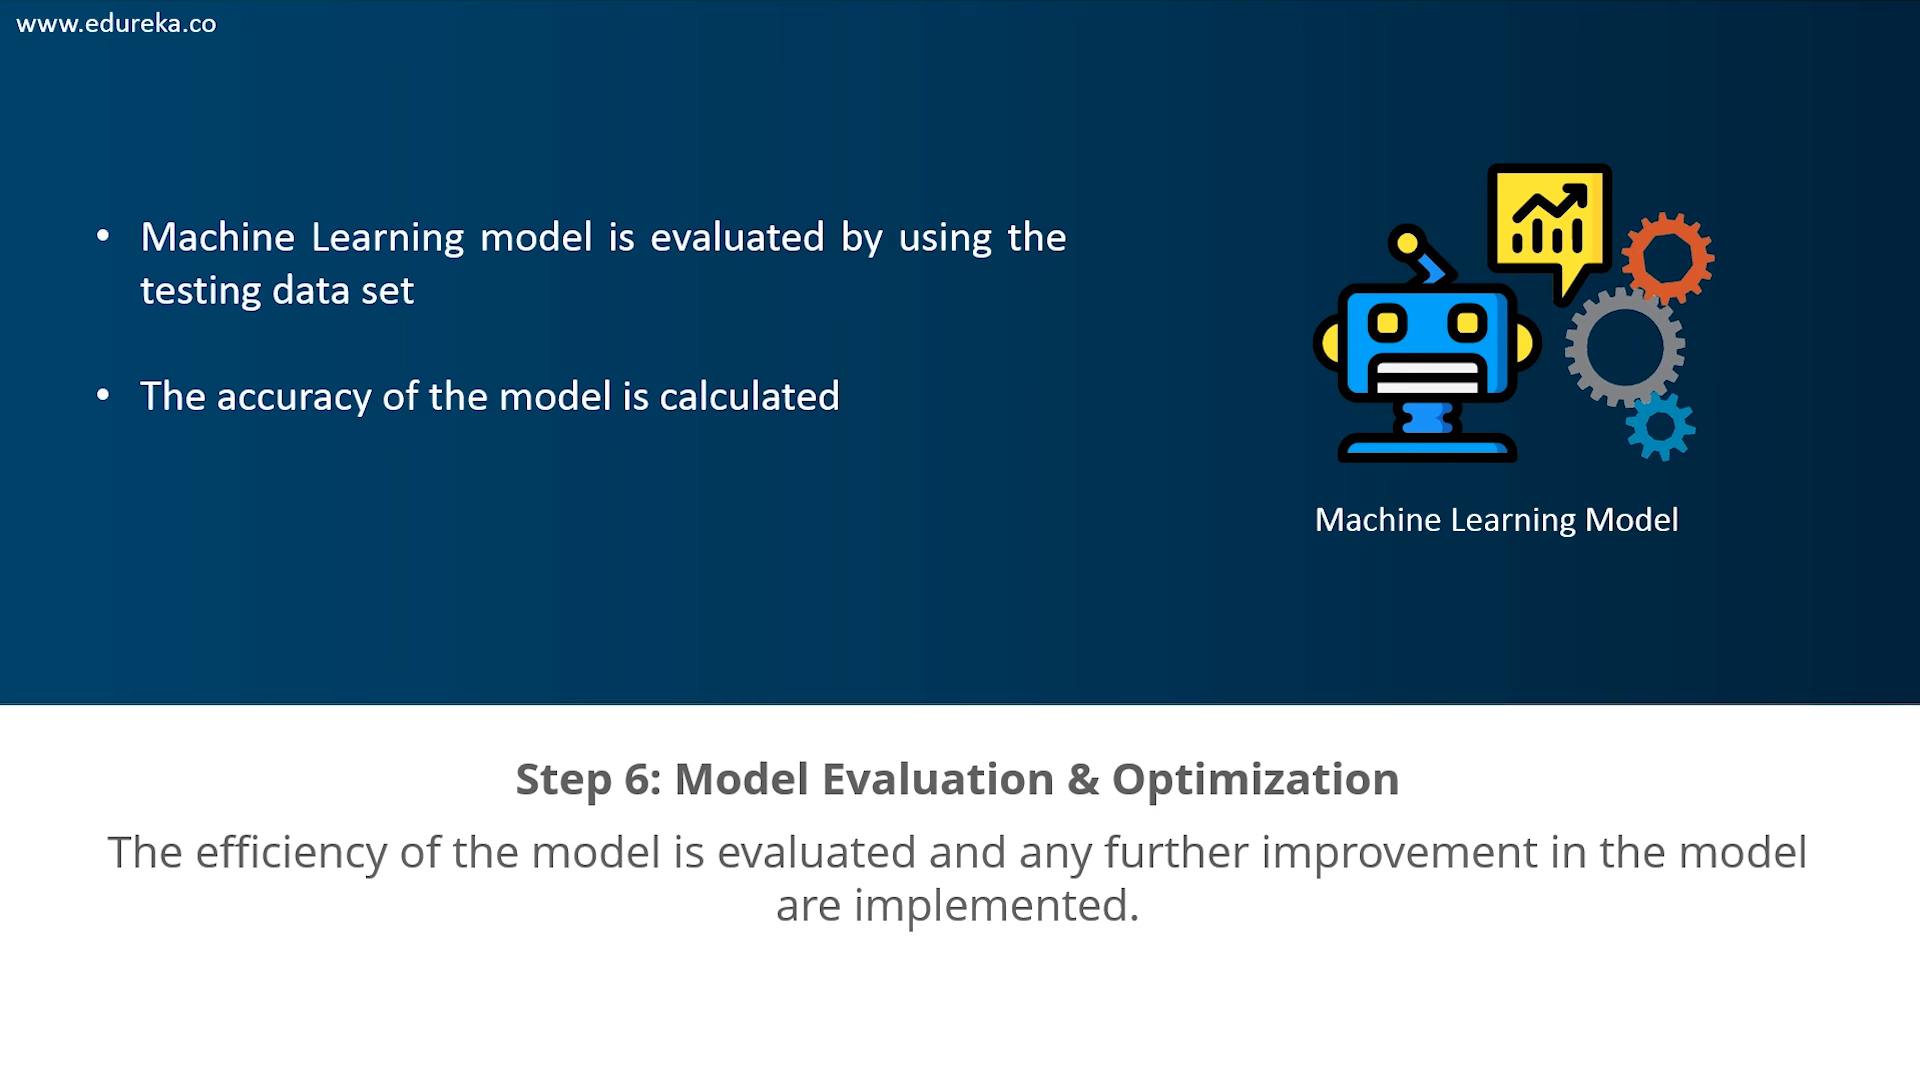 www.edureka.co
• Machine Learning model is evaluated by using the
testing data set
• The accuracy of the model is calculated
Machine Learning Model
Step 6: Model Evaluation & Optimization
The efficiency of the model is evaluated and any further improvement in the model
are implemented.